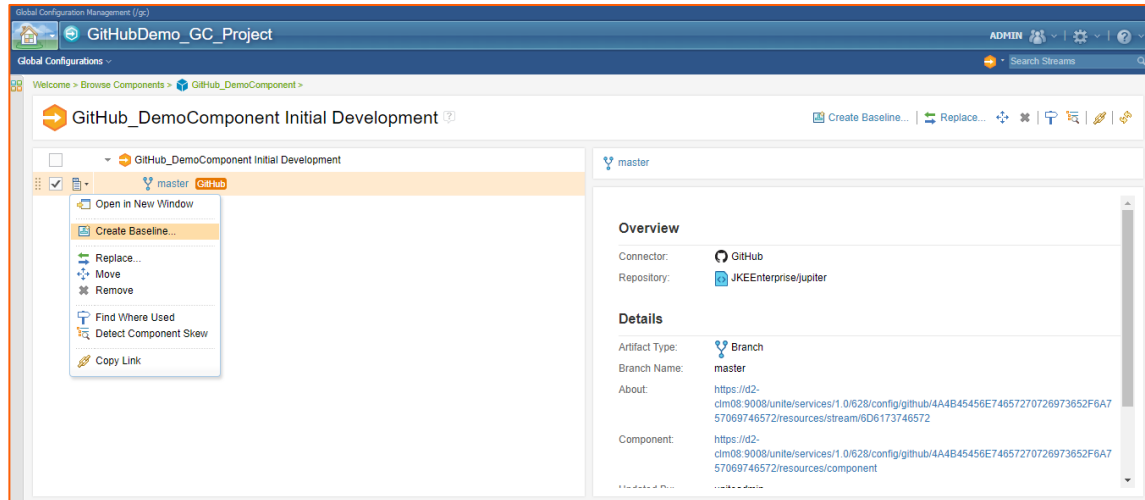 Global Configuration Management (/gc)
GitHubDemo_GC_Project
ADMIN
Global Configurations
Search Streams
Welcome > Browse Components > GitHub_DemoComponent >
GitHub_DemoComponent Initial Development
Create Baseline...
Replace...
GitHub_DemoComponent Initial Development
master GitHub
Open in New Window
Create Baseline...
Replace...
Move
Remove
Find Where Used
Detect Component Skew
Copy Link
master
Overview
Connector: GitHub
Repository: JKEEnterprise/jupiter
Details
Artifact Type: Branch
Branch Name: master
About: https://d2-
clm08:9008/unite/services/1.0/628/config/github/4A4B45456E74657270726973652F6A7
57069746572/resources/stream/6D6173746572
Component: https://d2-
clm08:9008/unite/services/1.0/628/config/github/4A4B45456E74657270726973652F6A7
57069746572/resources/component